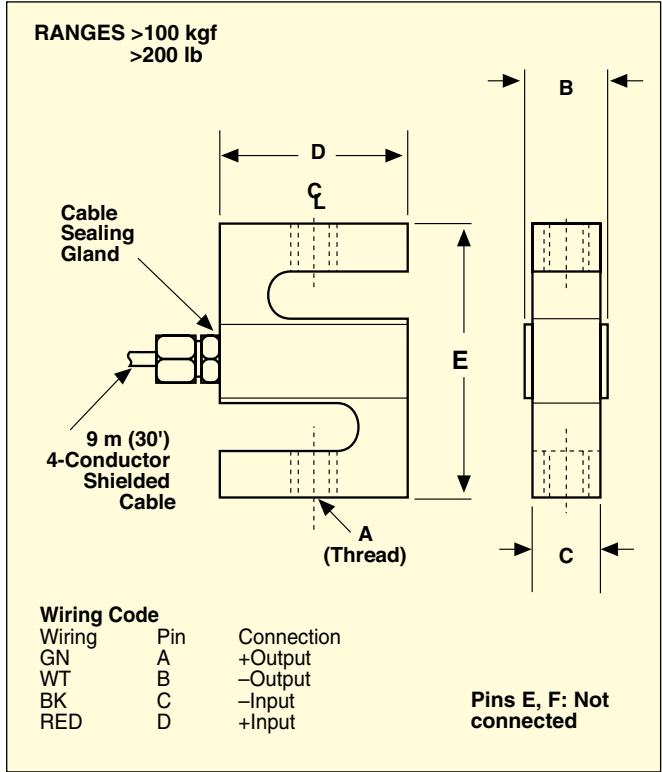 RANGES >100 kgf
>200 lb
B
D
CL
Cable
Sealing
Gland
E
9 m (30')
4-Conductor
Shielded
Cable
A
(Thread)
C
Wiring Code
Wiring Pin Connection
GN A +Output
WT B –Output
BK C –Input
RED D +Input
Pins E, F: Not
connected